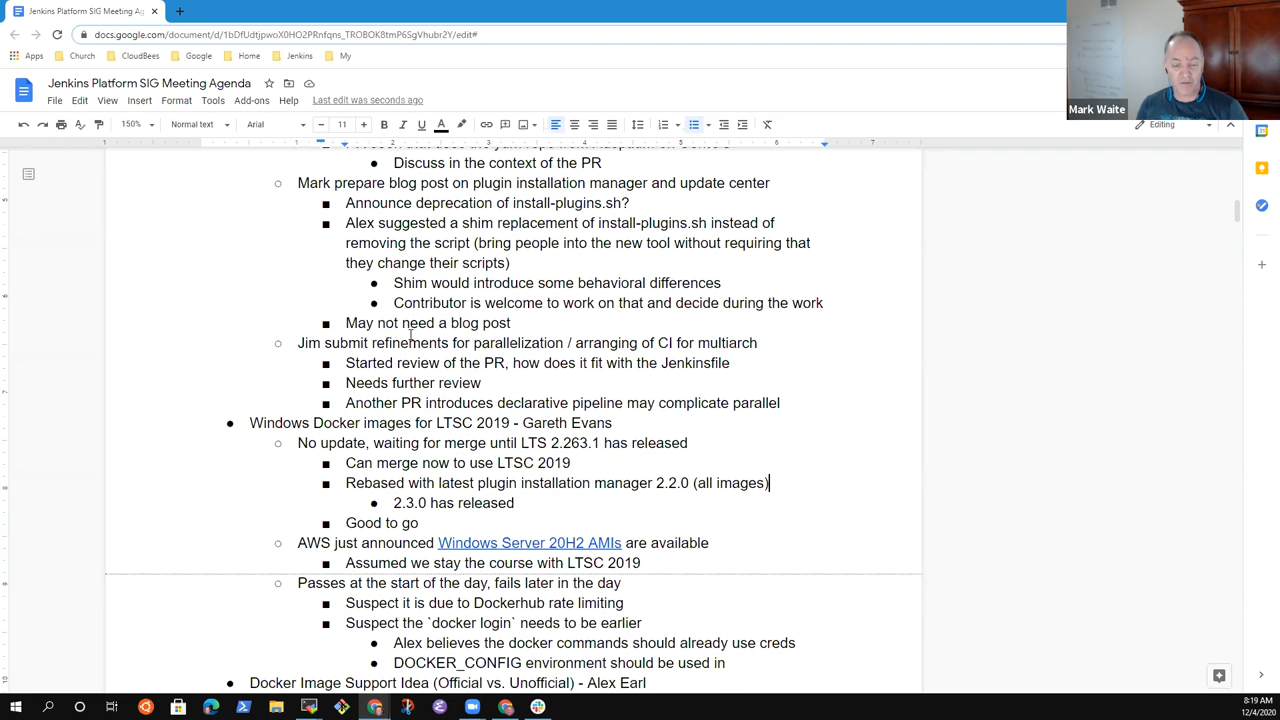 Jenkins Platform SIG Meeting Ag
docs.google.com/document/d/1bDfUdtjpwoX0HO2PRnfqns_TROBOK8tmP6SgVhubr2Y/edit#
Apps Church CloudBees Google Home Jenkins My
Mark Waite
Jenkins Platform SIG Meeting Agenda
File Edit View Insert Format Tools Add-ons Help Last edit was seconds ago
150% Normal text Arial 11 Editing
1 1 2 3 4 5 6 7
Discuss in the context of the PR
Mark prepare blog post on plugin installation manager and update center
Announce deprecation of install-plugins.sh?
Alex suggested a shim replacement of install-plugins.sh instead of
removing the script (bring people into the new tool without requiring that
they change their scripts)
Shim would introduce some behavioral differences
Contributor is welcome to work on that and decide during the work
May not need a blog post
Jim submit refinements for parallelization / arranging of CI for multiarch
Started review of the PR, how does it fit with the Jenkinsfile
Needs further review
Another PR introduces declarative pipeline may complicate parallel
Windows Docker images for LTSC 2019 - Gareth Evans
No update, waiting for merge until LTS 2.263.1 has released
Can merge now to use LTSC 2019
Rebased with latest plugin installation manager 2.2.0 (all images)
2.3.0 has released
Good to go
AWS just announced Windows Server 20H2 AMIs are available
Assumed we stay the course with LTSC 2019
Passes at the start of the day, fails later in the day
Suspect it is due to Dockerhub rate limiting
Suspect the `docker login` needs to be earlier
Alex believes the docker commands should already use creds
DOCKER_CONFIG environment should be used in
Docker Image Support Idea (Official vs. Unofficial) - Alex Earl
8:19 AM
12/4/2020